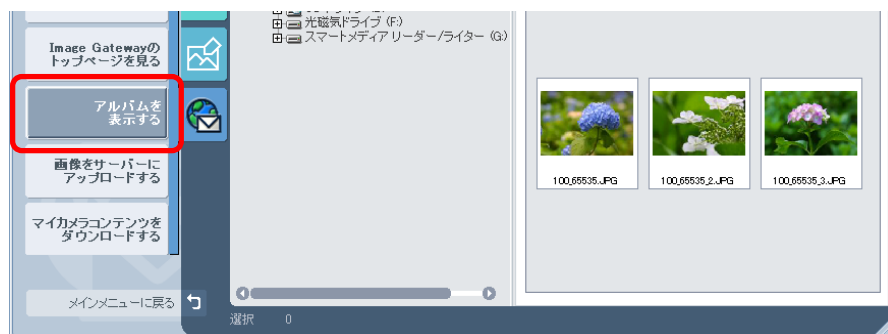 Image Gatewayの
トップページを見る
アルバムを
表示する
画像をサーバーに
アップロードする
マイカメラコンテンツを
ダウンロードする
メインメニューに戻る
光磁気ドライブ (F:)
スマートメディア リーダー/ライター (G:)
100_65535.JPG
100_65535_2.JPG
100_65535_3.JPG
選択 0